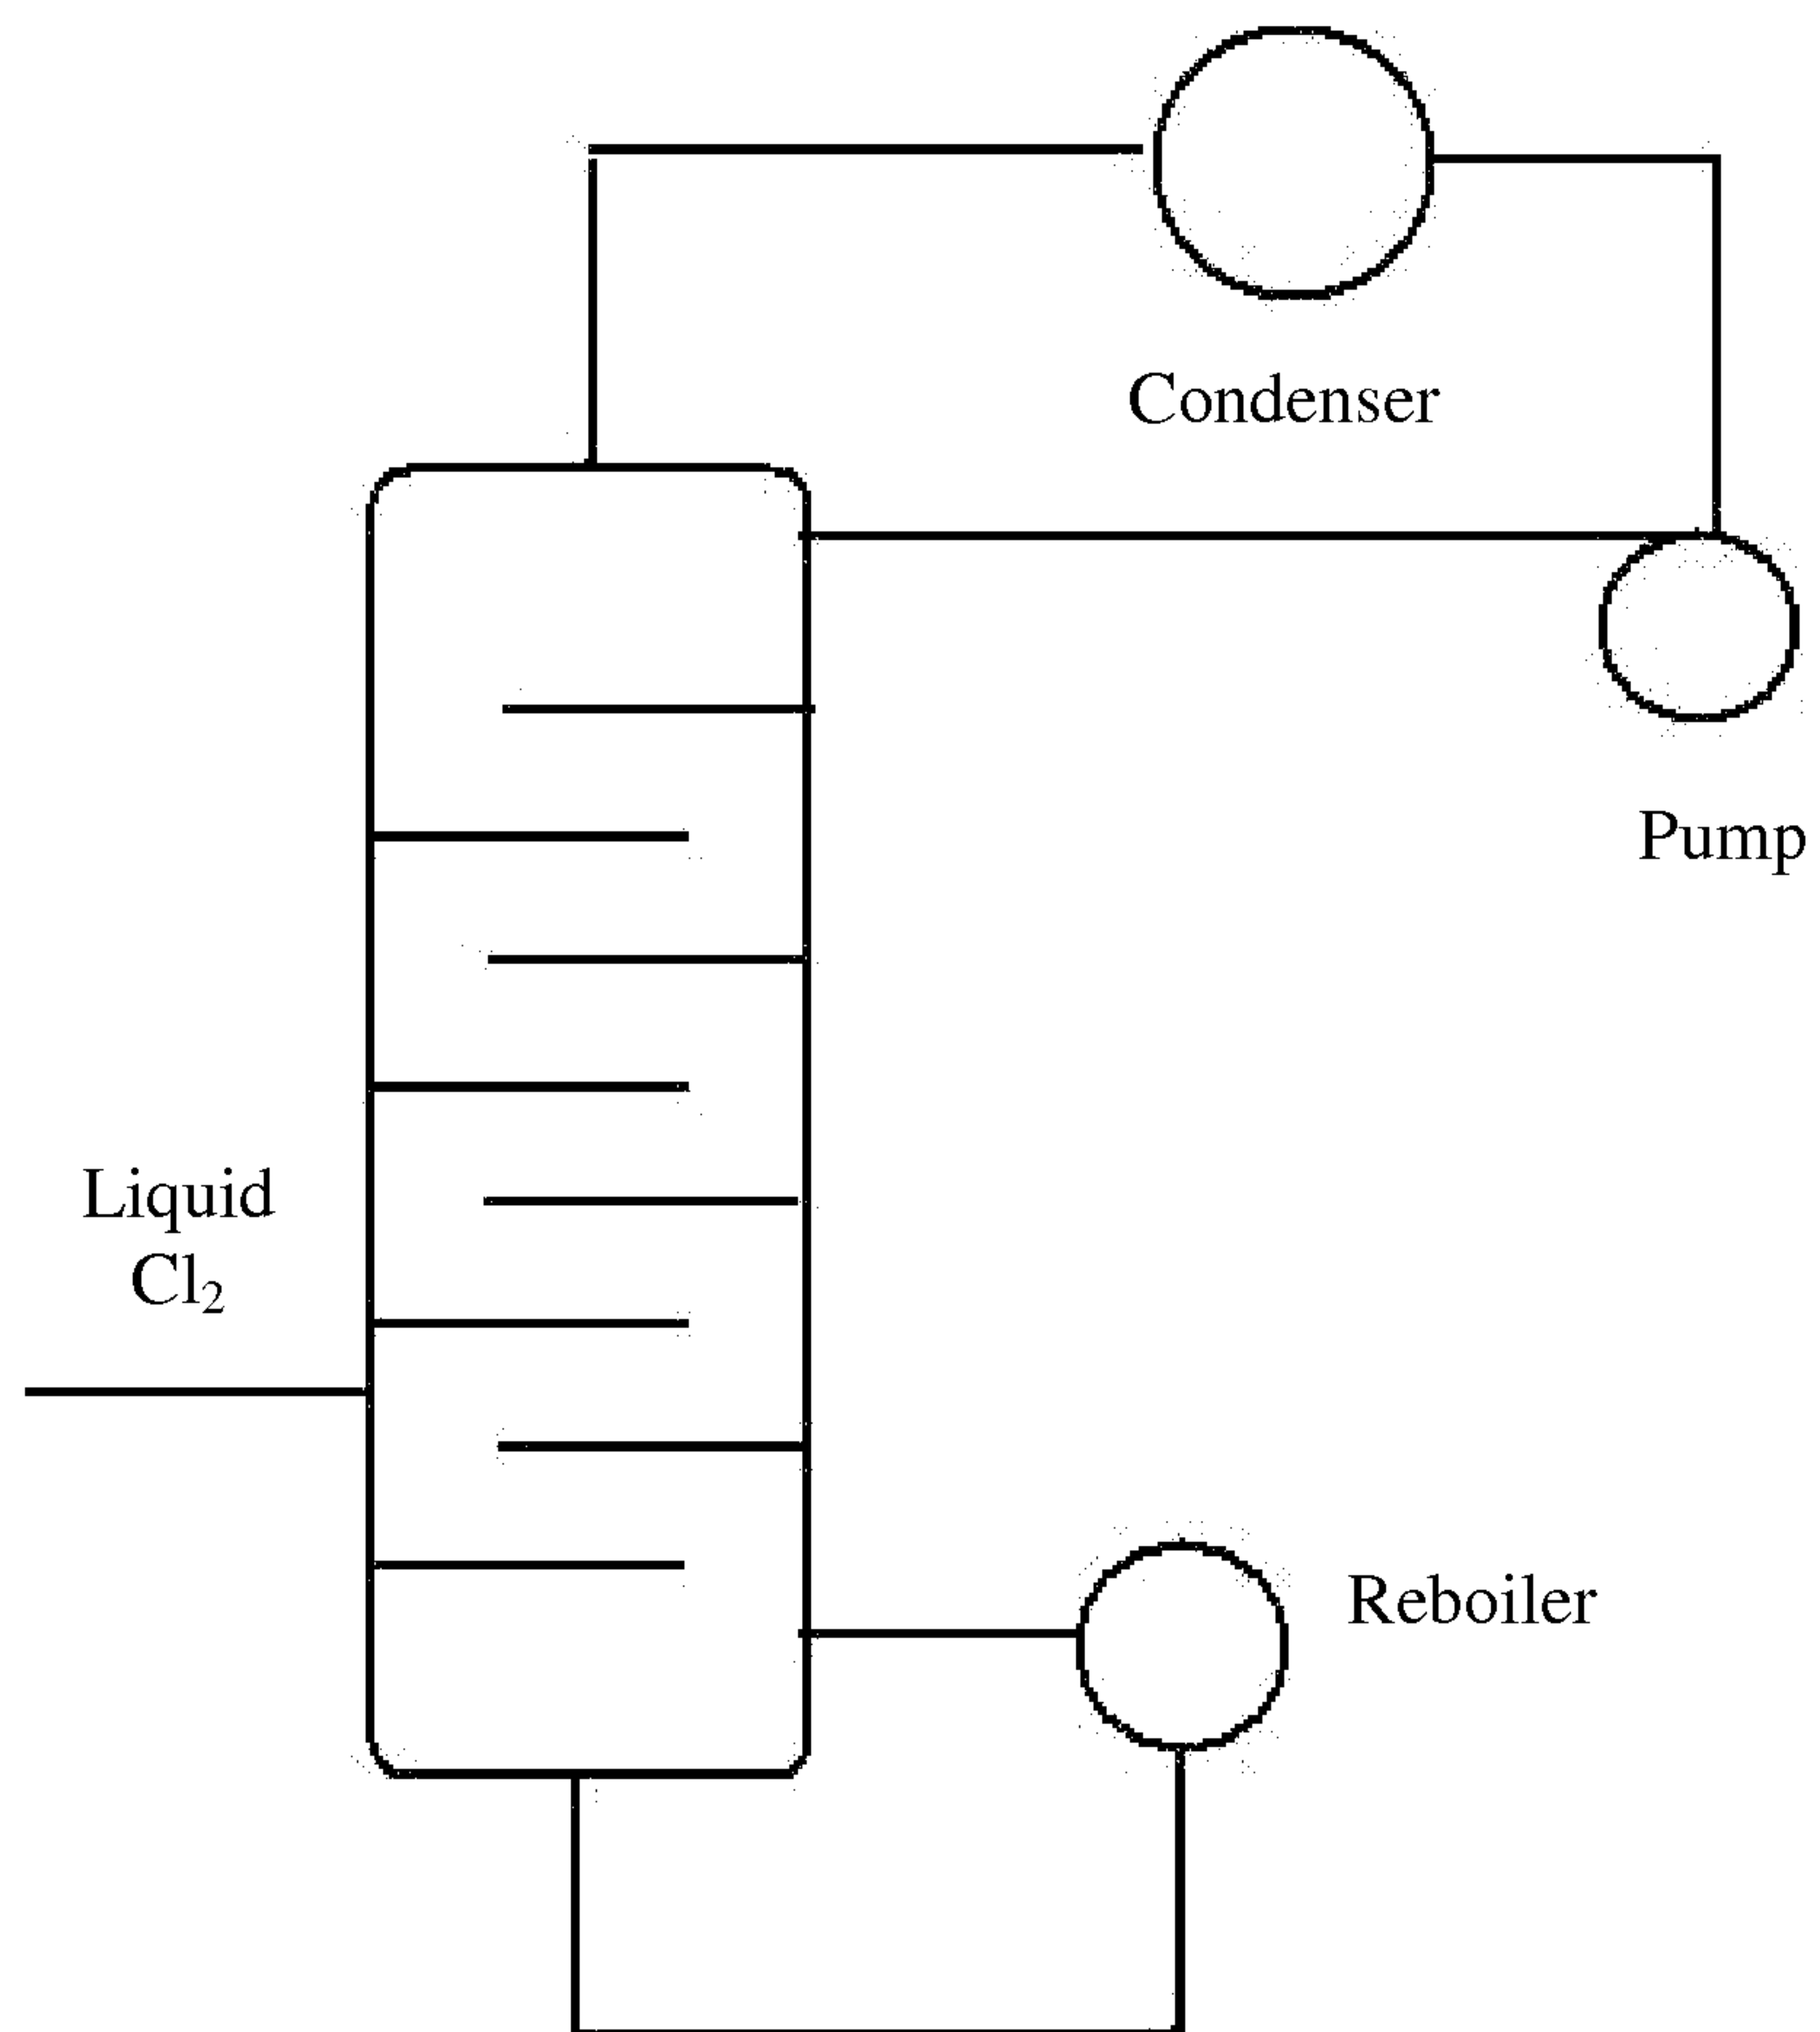 Condenser
Pump
Liquid
Cl₂
Reboiler